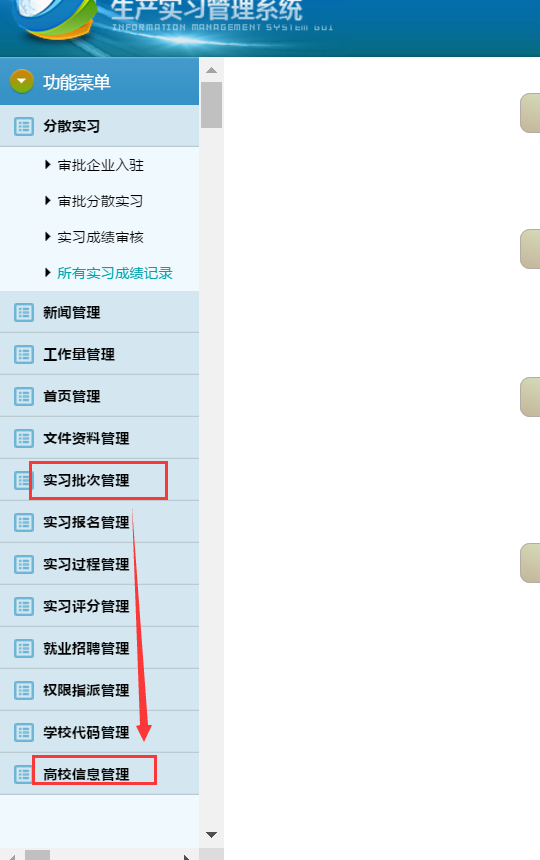 生产实习管理系统
INFORMATION MANAGEMENT SYSTEM GUI
功能菜单
分散实习
审批企业入驻
审批分散实习
实习成绩审核
所有实习成绩记录
新闻管理
工作量管理
首页管理
文件资料管理
实习批次管理
实习报名管理
实习过程管理
实习评分管理
就业招聘管理
权限指派管理
学校代码管理
高校信息管理